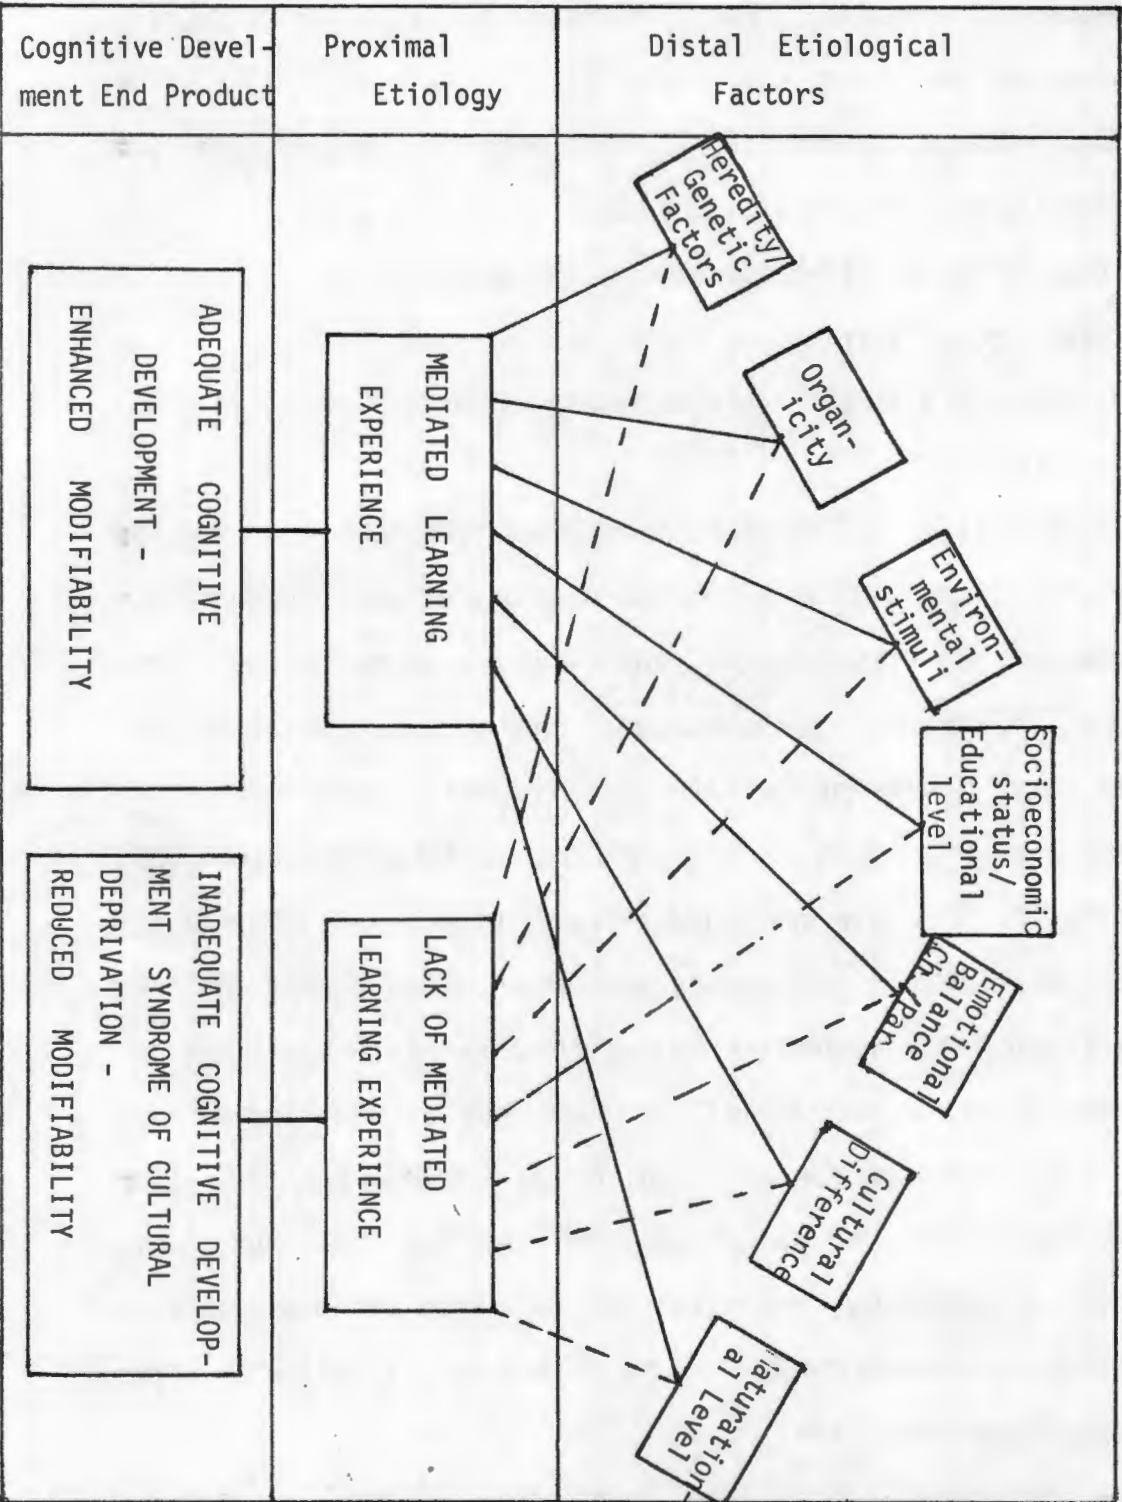 Cognitive Devel-
ment End Product
Proximal
Etiology
Distal Etiological
Factors
Heredity/
Genetic
Factors
Organ-
icity
Environ-
mental
stimuli
Socioeconomic
status/
Educational
level
Emotional
Balance
Ch./Par.
Cultural
Difference
Maturation
al Level
MEDIATED LEARNING
EXPERIENCE
LACK OF MEDIATED
LEARNING EXPERIENCE
ADEQUATE COGNITIVE
DEVELOPMENT-
ENHANCED MODIFIABILITY
INADEQUATE COGNITIVE DEVELOP-
MENT SYNDROME OF CULTURAL
DEPRIVATION -
REDUCED MODIFIABILITY